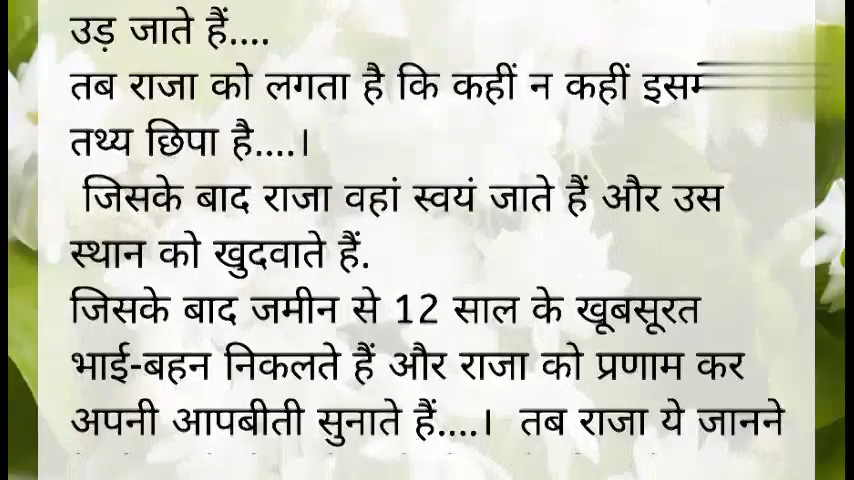 उड़ जाते हैं....
तब राजा को लगता है कि कहीं न कहीं
तथ्य छिपा है....।
जिसके बाद राजा वहां स्वयं जाते हैं और उस
स्थान को खुदवाते हैं.
जिसके बाद जमीन से 12 साल के खूबसूरत
भाई-बहन निकलते हैं और राजा को प्रणाम कर
अपनी आपबीती सुनाते हैं....। तब राजा ये जानने